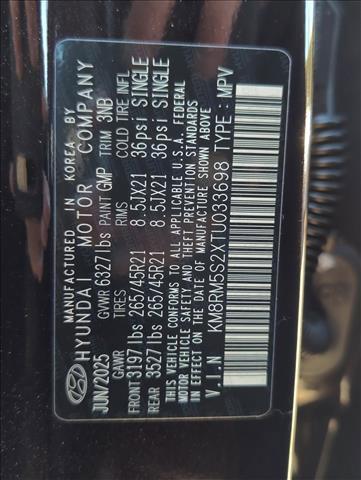 MANUFACTURED IN KOREA BY
HYUNDAI MOTOR COMPANY
JUN/2025 GVWR 6327lbs PAINT GMP TRIM 3NB
GAWR TIRES RIMS COLD TIRE INFL
FRONT 3197lbs 265/45R21 8.5JX21 36psi SINGLE
REAR 3527lbs 265/45R21 8.5JX21 36psi SINGLE
THIS VEHICLE CONFORMS TO ALL APPLICABLE U.S.A. FEDERAL
MOTOR VEHICLE SAFETY STANDARDS IN EFFECT ON THE
DATE OF MANUFACTURE SHOWN ABOVE.
V.I.N KM8RM5S2XTU033698 TYPE : MPV